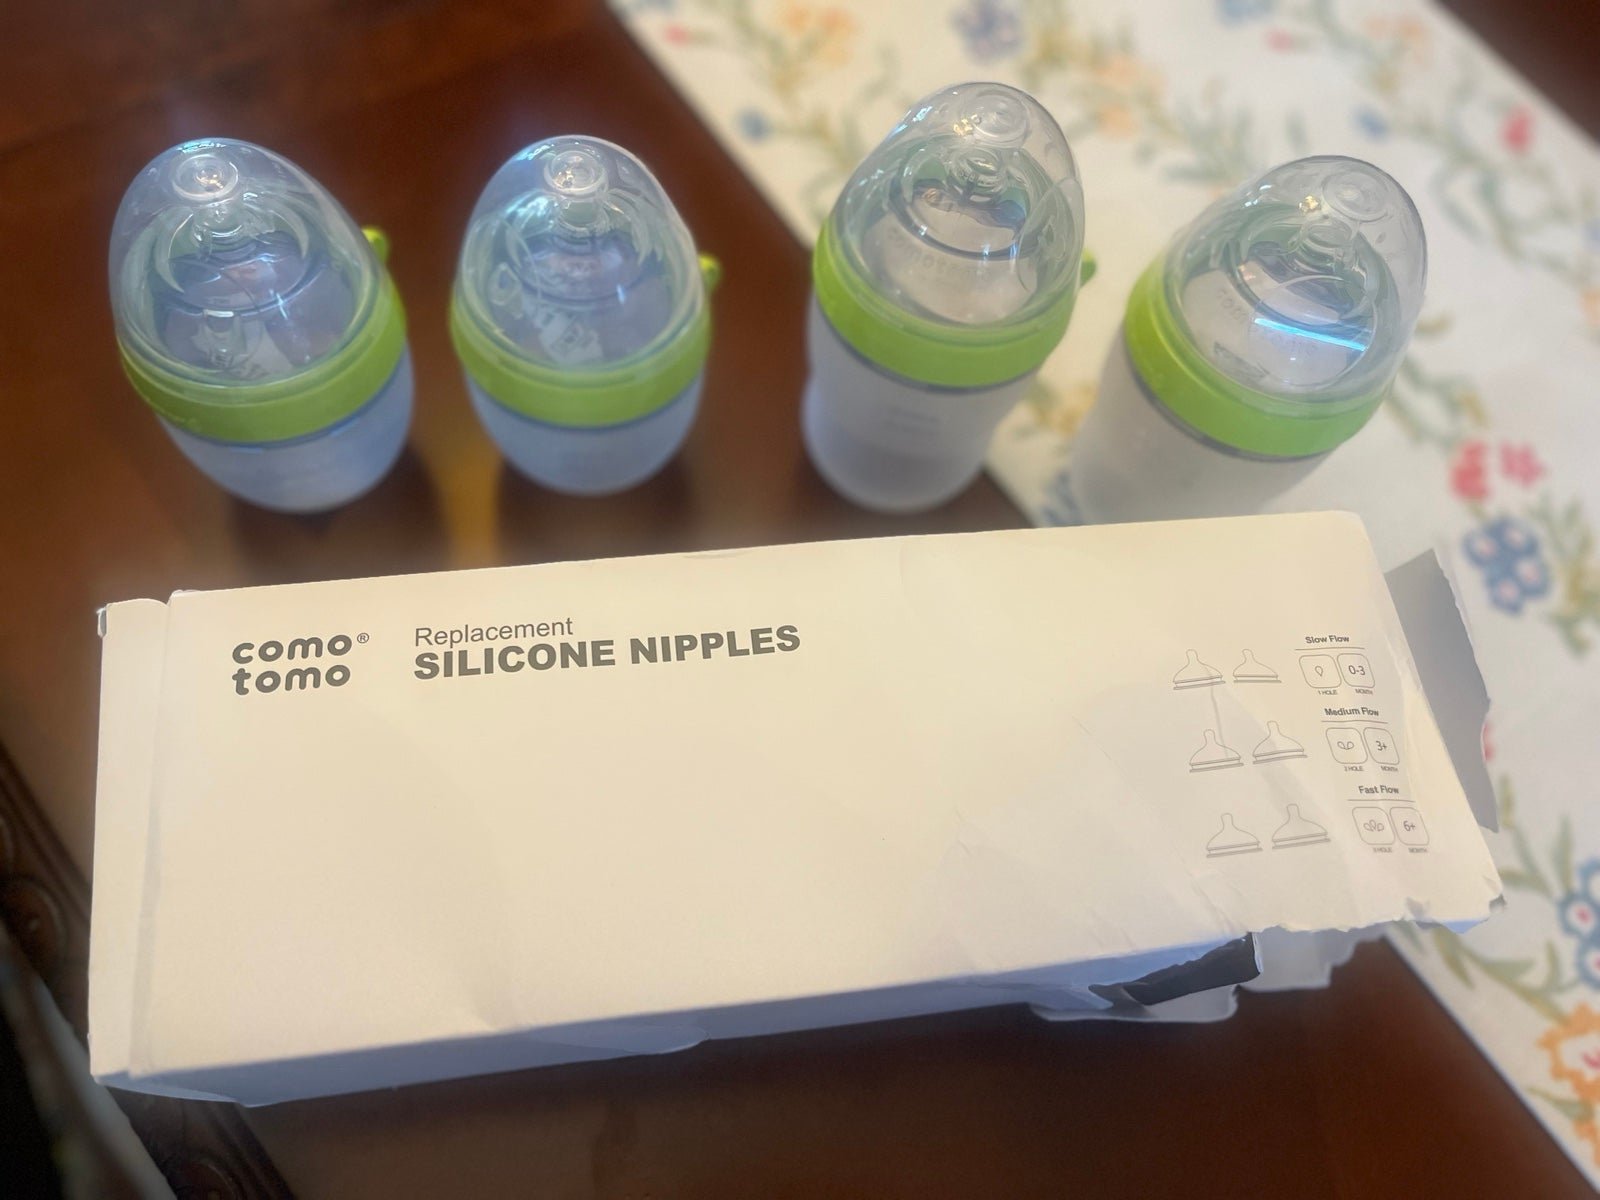 como®
tomo
Replacement
SILICONE NIPPLES
Slow Flow
0-3
1 HOLE MONTH
Medium Flow
3+
2 HOLE MONTH
Fast Flow
6+
3 HOLE MONTH